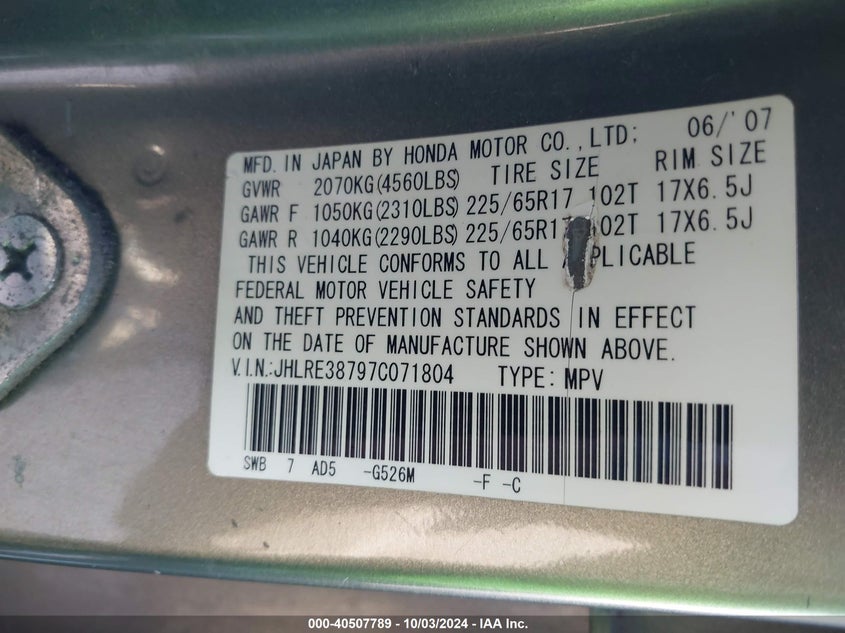 MFD. IN JAPAN BY HONDA MOTOR CO., LTD; 06/'07
GVWR 2070KG(4560LBS) TIRE SIZE RIM SIZE
GAWR F 1050KG(2310LBS) 225/65R17 102T 17X6.5J
GAWR R 1040KG(2290LBS) 225/65R17 102T 17X6.5J
THIS VEHICLE CONFORMS TO ALL APPLICABLE
FEDERAL MOTOR VEHICLE SAFETY
AND THEFT PREVENTION STANDARDS IN EFFECT
ON THE DATE OF MANUFACTURE SHOWN ABOVE.
V.I.N.:JHLRE38797C071804 TYPE: MPV
SWB 7 AD5 -G526M -F -C
000-40507789 - 10/03/2024 - IAA Inc.